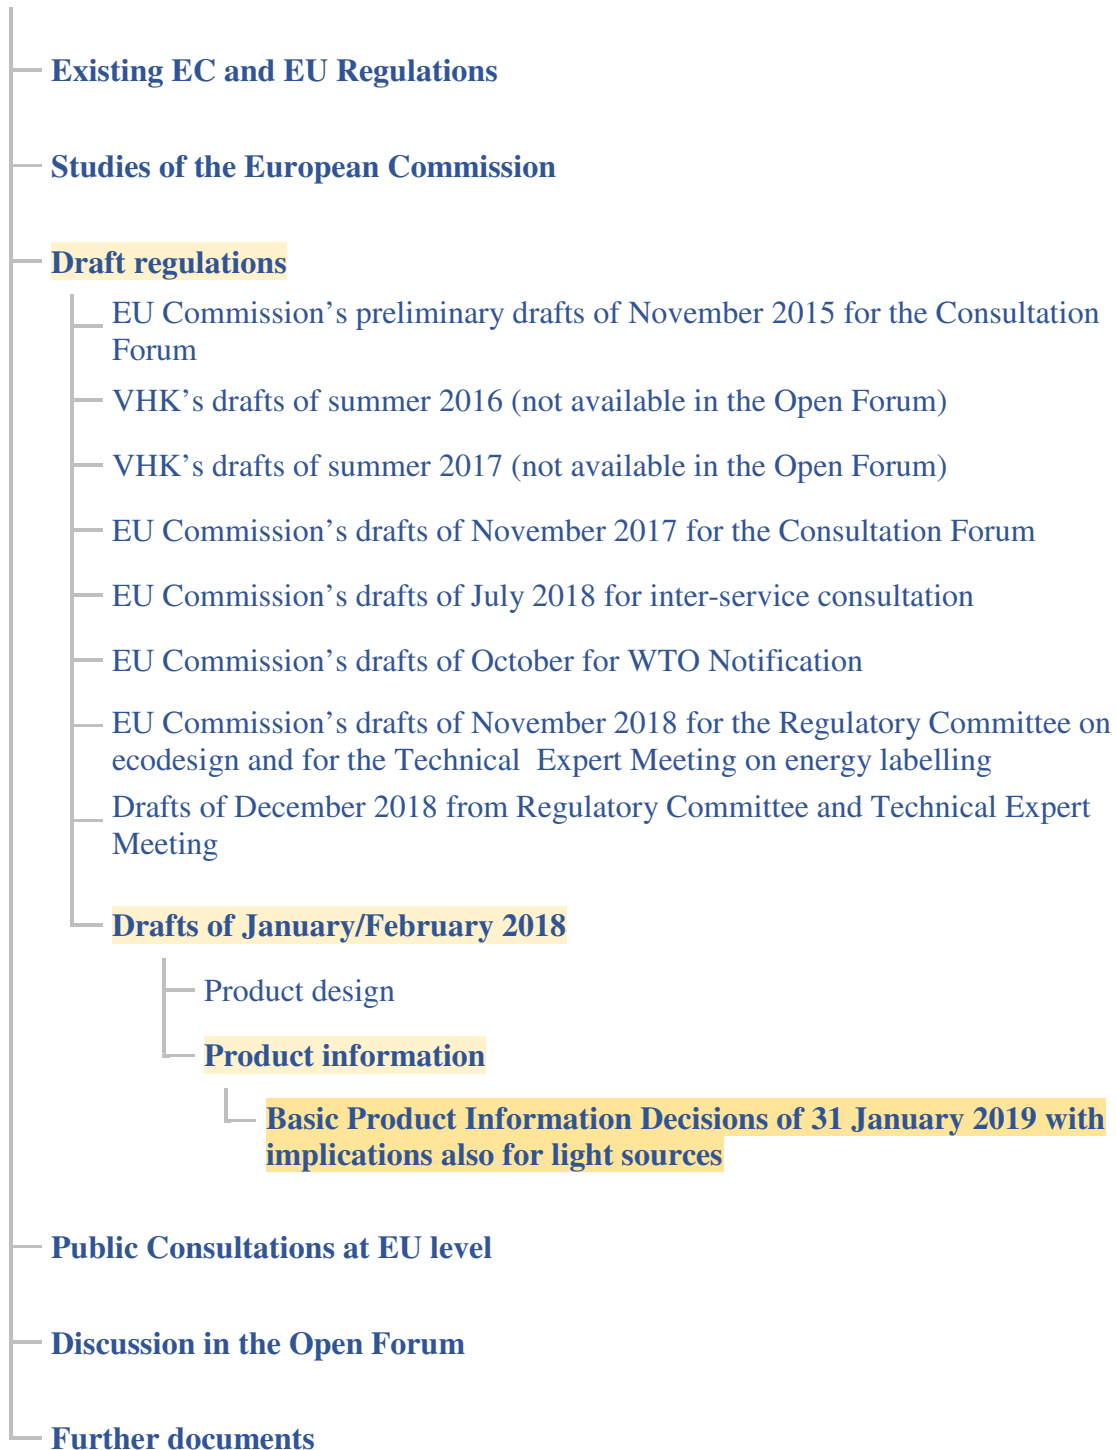 Existing EC and EU Regulations
Studies of the European Commission
Draft regulations
EU Commission’s preliminary drafts of November 2015 for the Consultation
Forum
VHK’s drafts of summer 2016 (not available in the Open Forum)
VHK’s drafts of summer 2017 (not available in the Open Forum)
EU Commission’s drafts of November 2017 for the Consultation Forum
EU Commission’s drafts of July 2018 for inter-service consultation
EU Commission’s drafts of October for WTO Notification
EU Commission’s drafts of November 2018 for the Regulatory Committee on
ecodesign and for the Technical  Expert Meeting on energy labelling
Drafts of December 2018 from Regulatory Committee and Technical Expert
Meeting
Drafts of January/February 2018
Product design
Product information
Basic Product Information Decisions of 31 January 2019 with
implications also for light sources
Public Consultations at EU level
Discussion in the Open Forum
Further documents